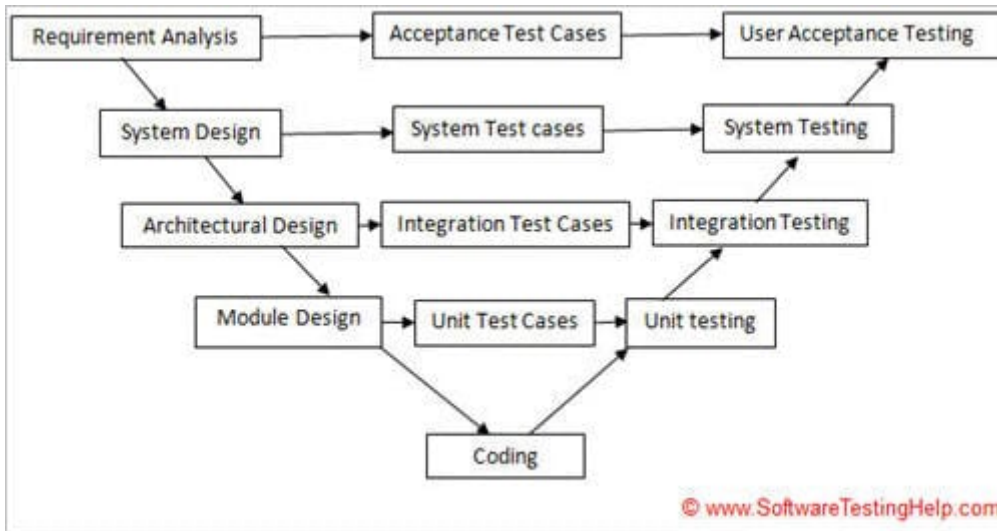 Requirement Analysis
Acceptance Test Cases
User Acceptance Testing
System Design
System Test cases
System Testing
Architectural Design
Integration Test Cases
Integration Testing
Module Design
Unit Test Cases
Unit testing
Coding
© www.SoftwareTestingHelp.com